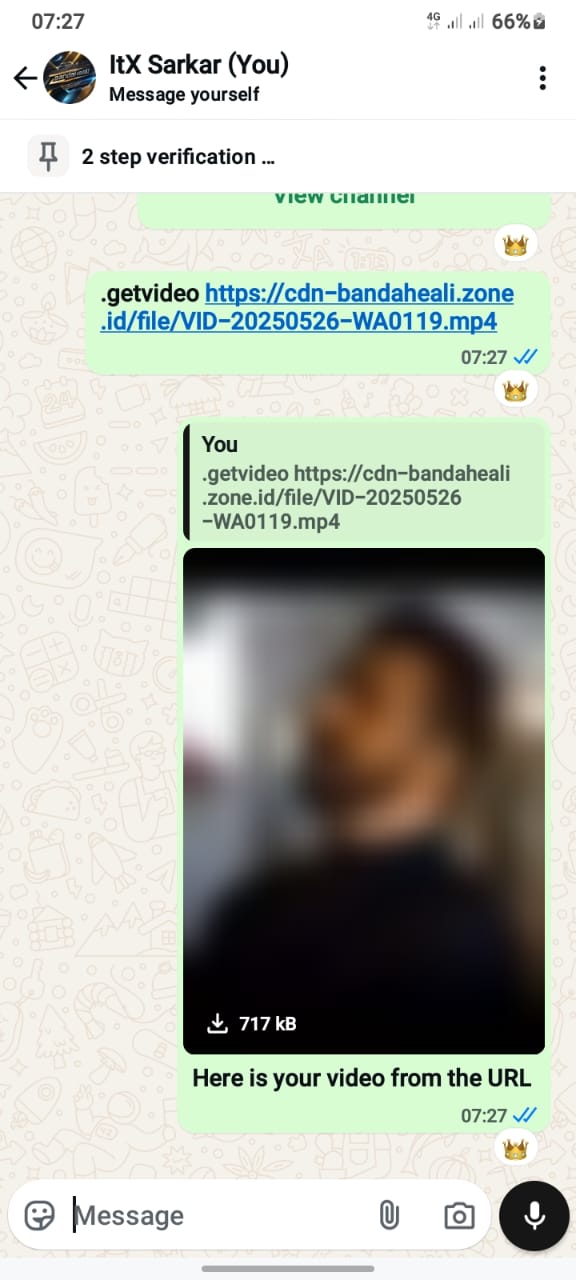 07:27
4G
66%
ItX Sarkar (You)
Message yourself
2 step verification ...
View channel
.getvideo https://cdn-bandaheali.zone
.id/file/VID-20250526-WA0119.mp4
07:27
You
.getvideo https://cdn-bandaheali
.zone.id/file/VID-20250526
-WA0119.mp4
717 kB
Here is your video from the URL
07:27
Message